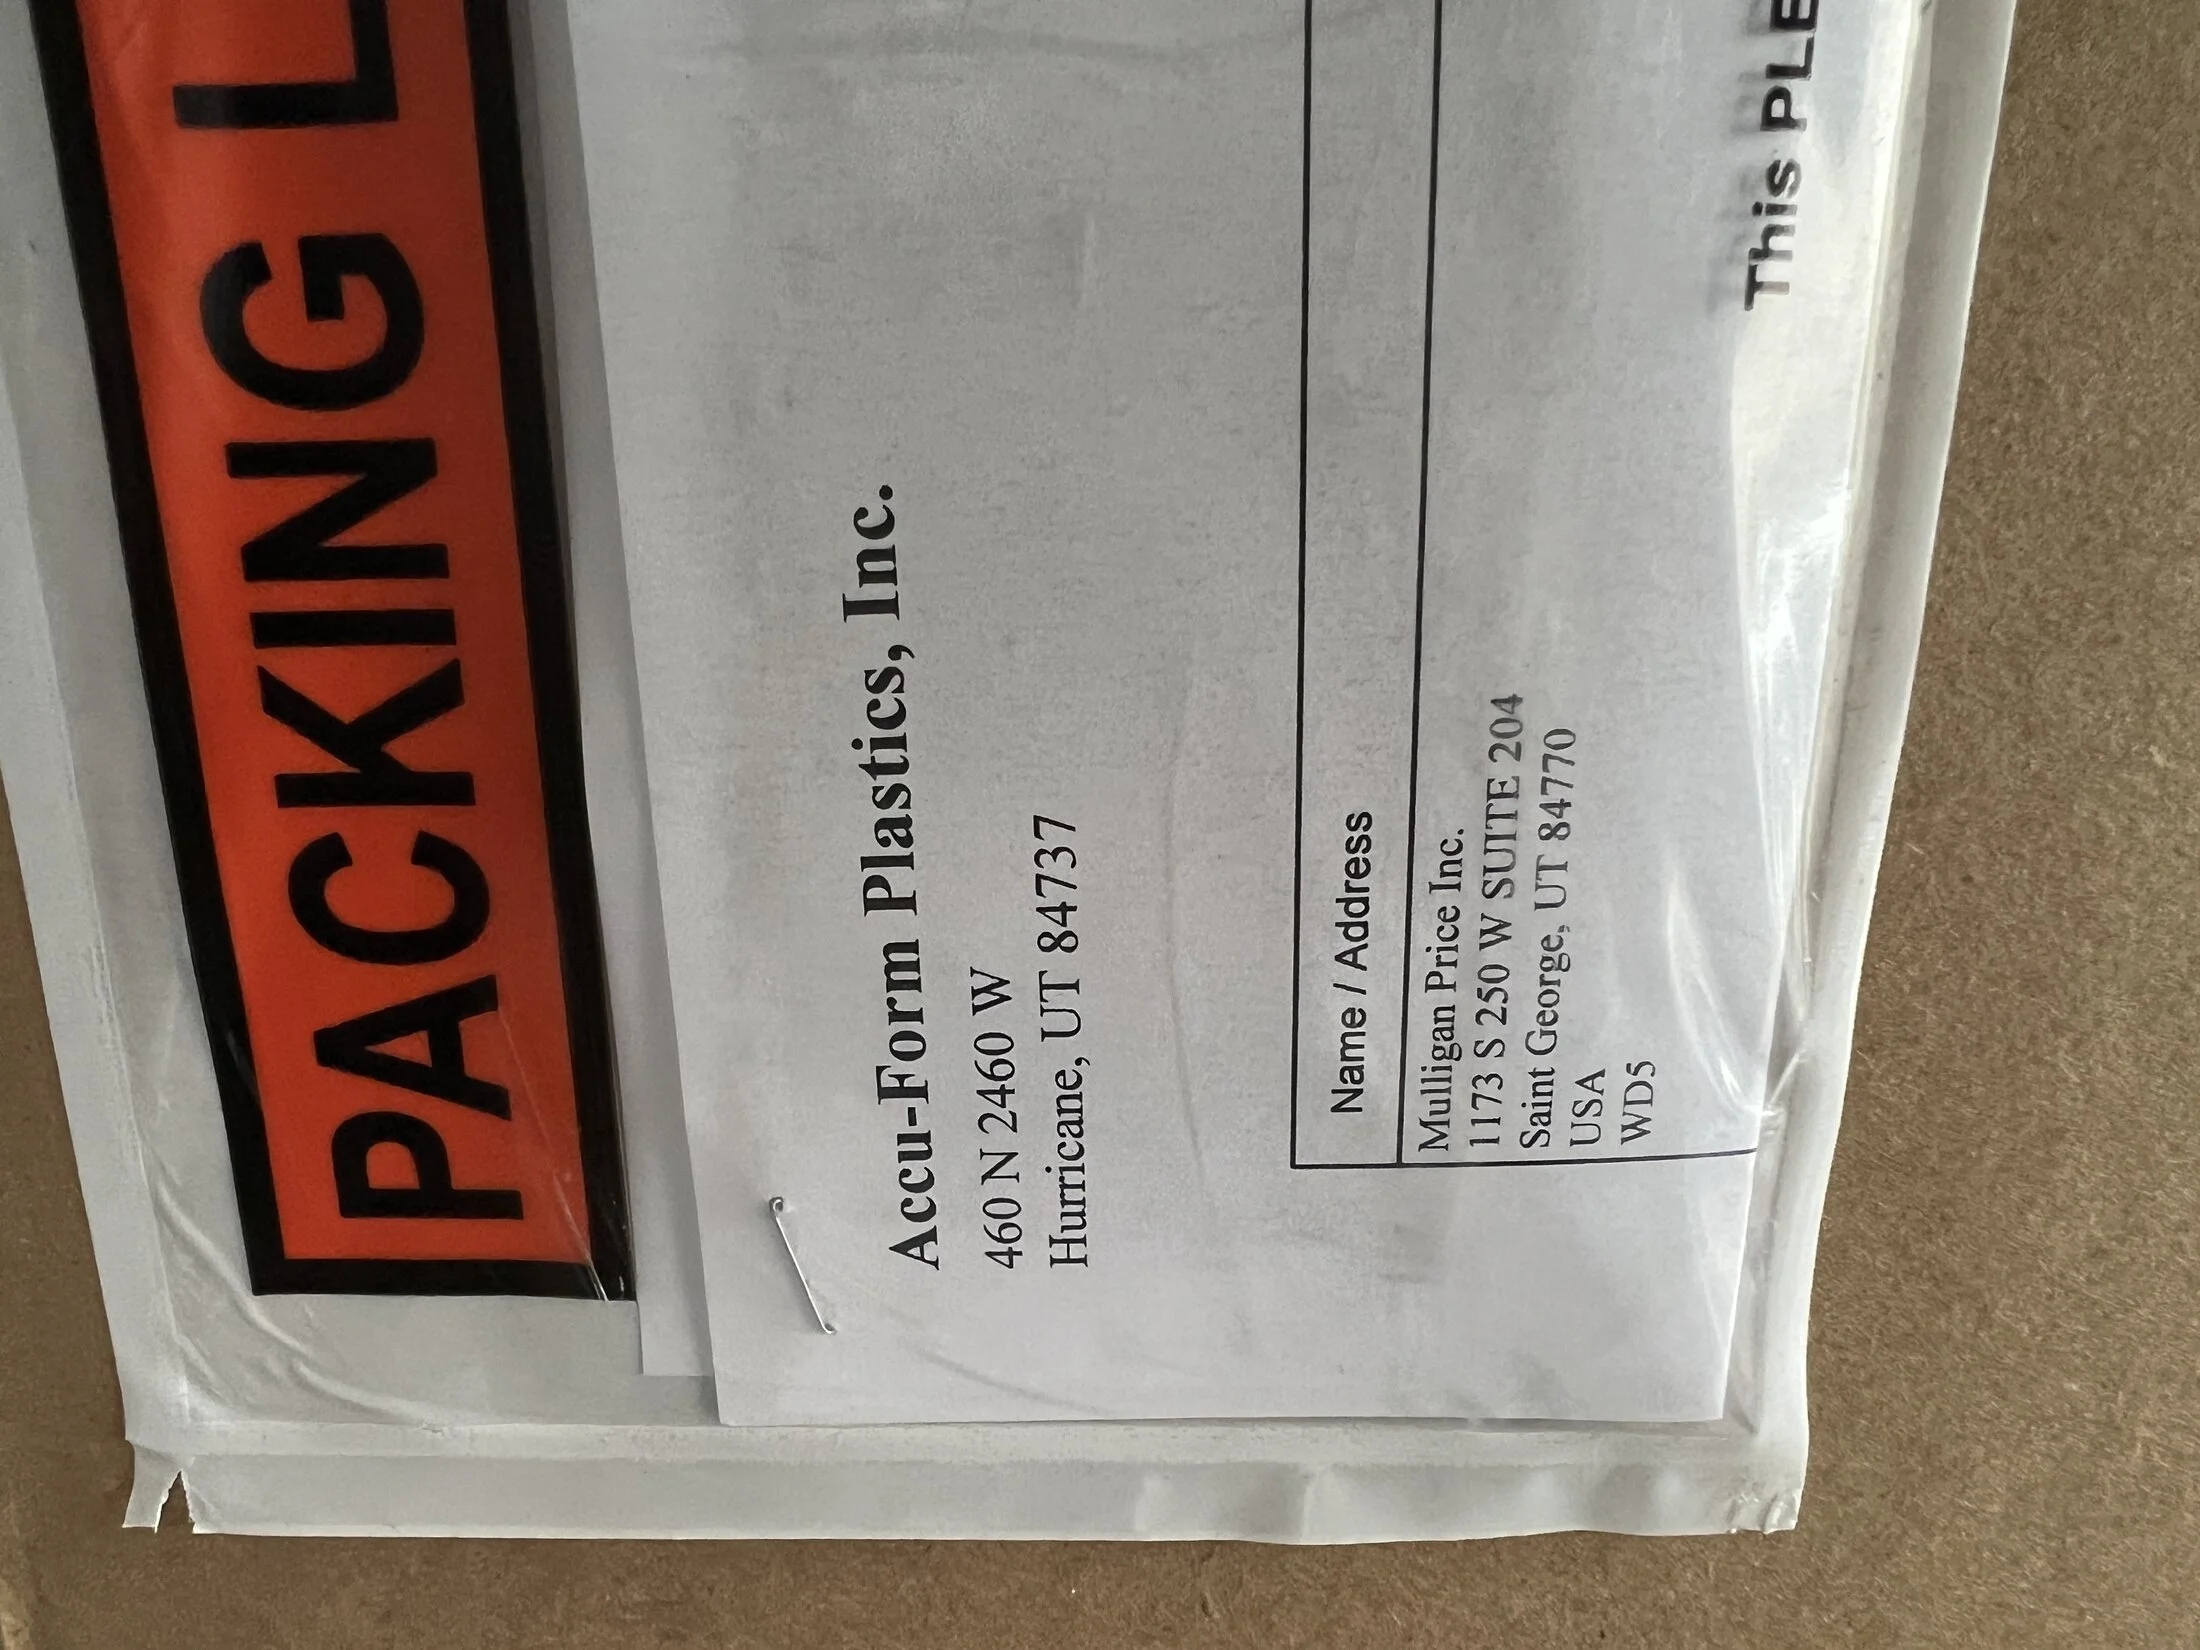 PACKING L
Accu-Form Plastics, Inc.
460 N 2460 W
Hurricane, UT 84737
Name / Address
Mulligan Price Inc.
1173 S 250 W SUITE 204
Saint George, UT 84770
USA
WD5
This PLE